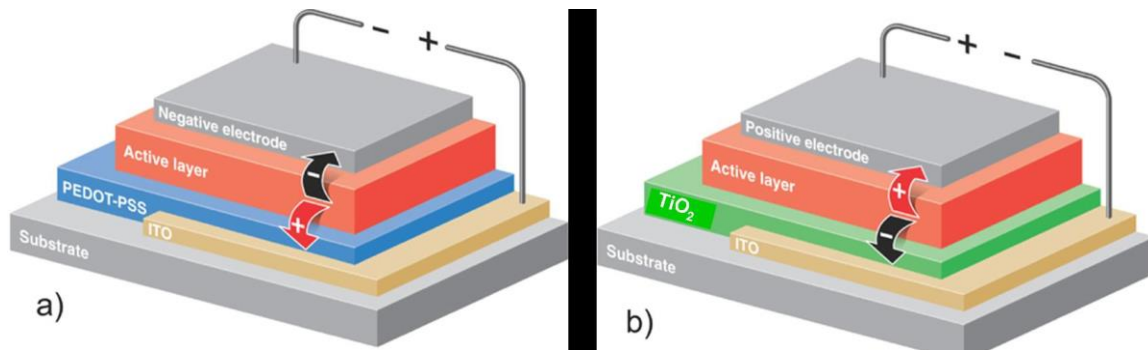 - +
Negative electrode
Active layer
-
+
PEDOT-PSS
ITO
Substrate
a)
+ -
Positive electrode
Active layer
+
-
TiO2
ITO
Substrate
b)